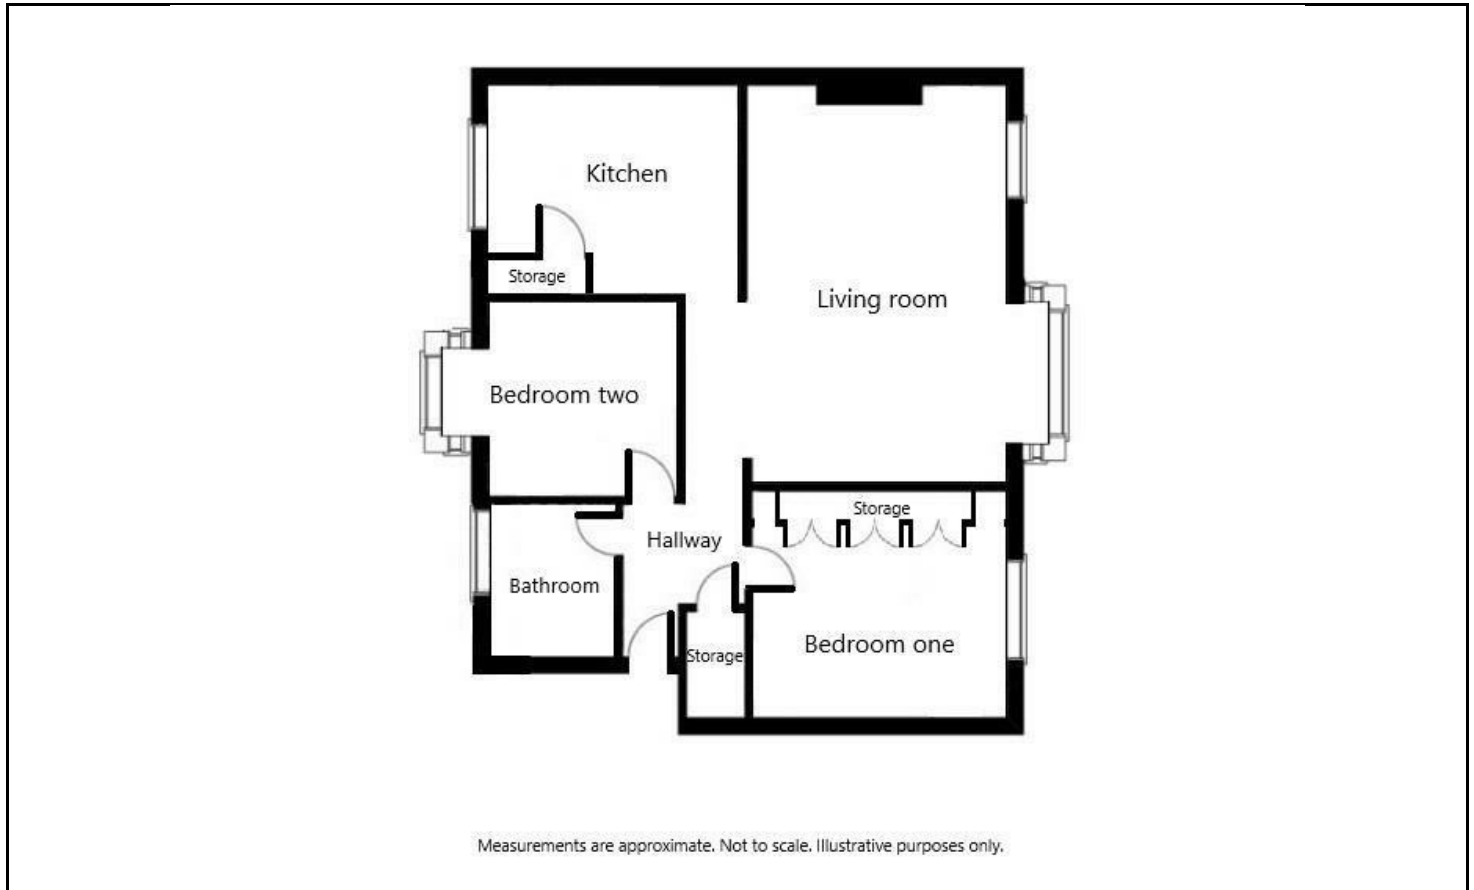 Kitchen
Storage
Living room
Bedroom two
Storage
Hallway
Bathroom
Bedroom one
Storage
Measurements are approximate. Not to scale. Illustrative purposes only.